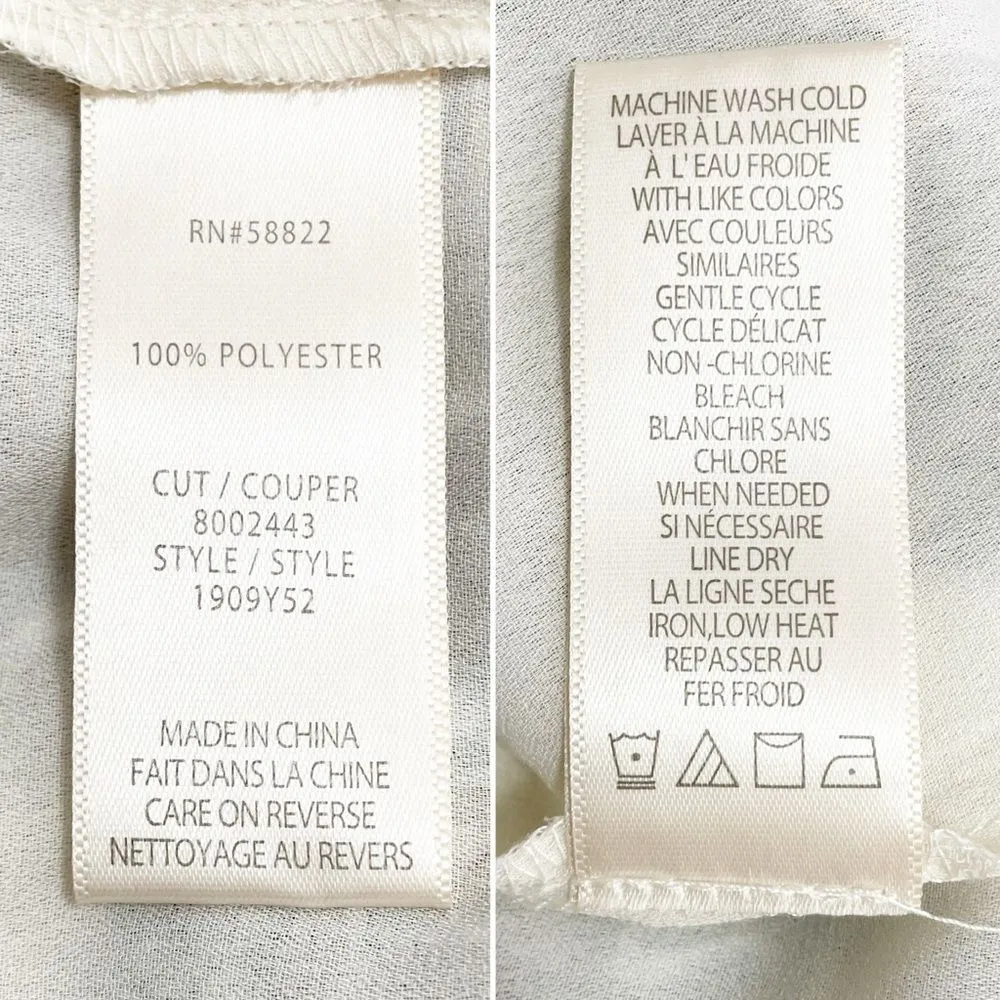 RN#58822
100% POLYESTER
CUT / COUPER
8002443
STYLE / STYLE
1909Y52
MADE IN CHINA
FAIT DANS LA CHINE
CARE ON REVERSE
NETTOYAGE AU REVERS
MACHINE WASH COLD
LAVER À LA MACHINE
À L' EAU FROIDE
WITH LIKE COLORS
AVEC COULEURS
SIMILAIRES
GENTLE CYCLE
CYCLE DÉLICAT
NON -CHLORINE
BLEACH
BLANCHIR SANS
CHLORE
WHEN NEEDED
SI NÉCESSAIRE
LINE DRY
LA LIGNE SECHE
IRON,LOW HEAT
REPASSER AU
FER FROID